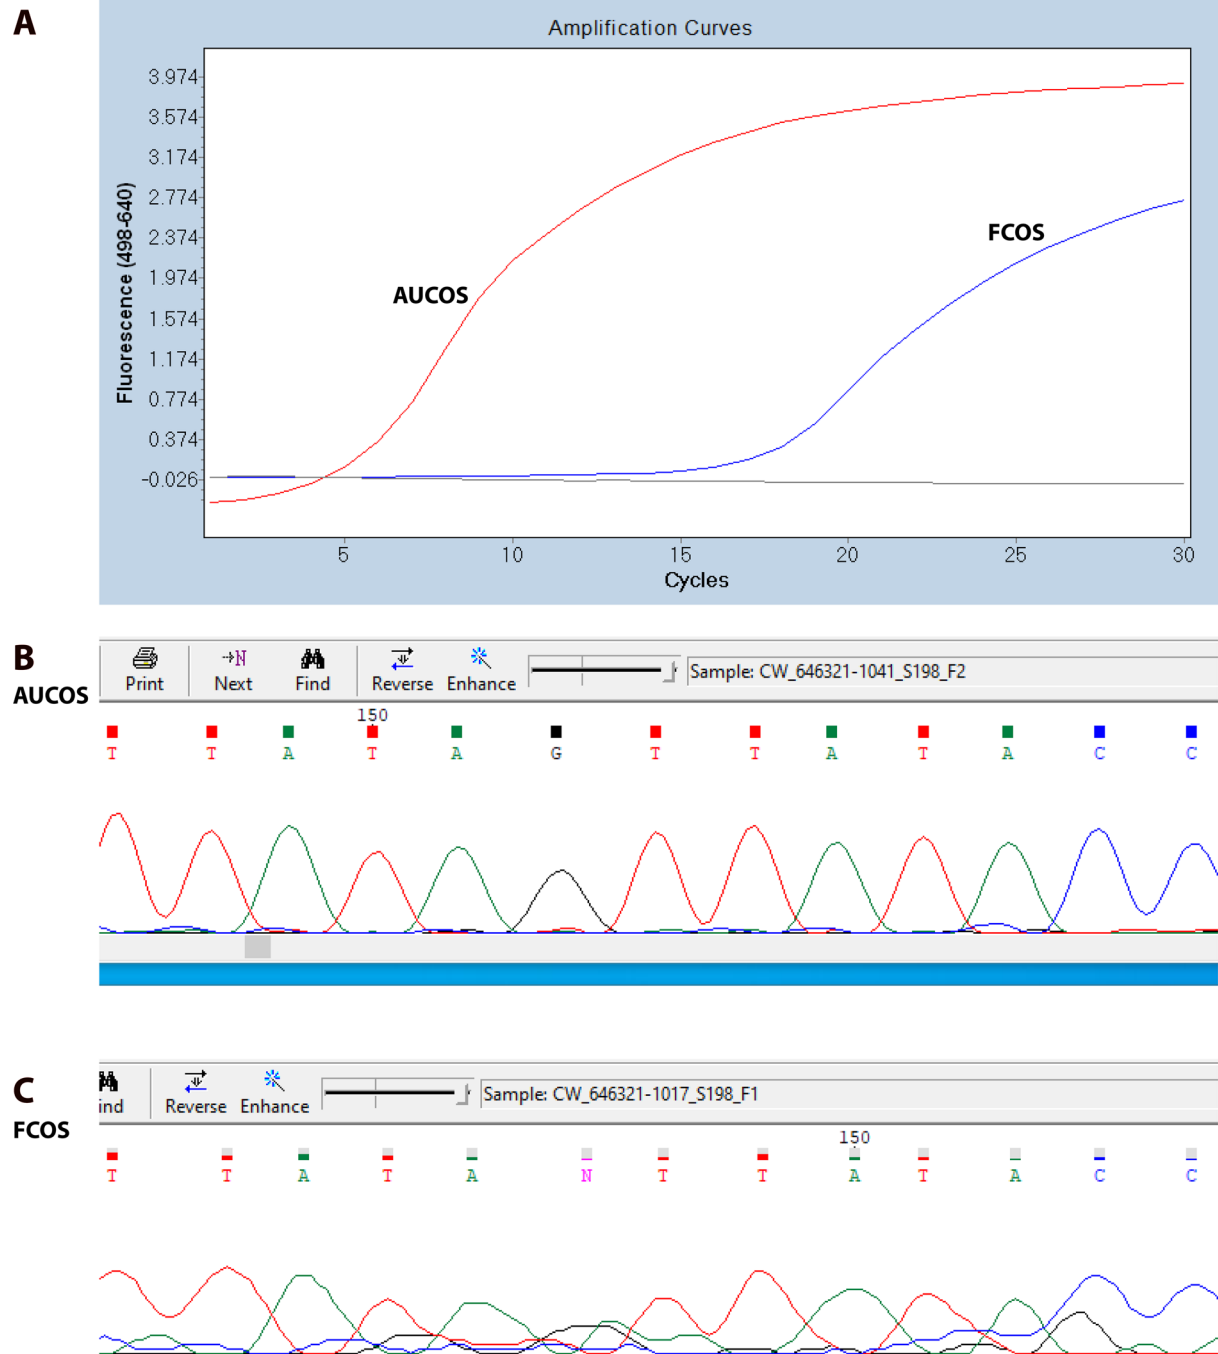 A
Amplification Curves
Fluorescence (498-640)
3.974
3.574
3.174
2.774
2.374
1.974
1.574
1.174
0.774
0.374
-0.026
AUCOS
FCOS
5 10 15 20 25 30
Cycles
B
AUCOS
Print →N Next Find Reverse Enhance Sample: CW_646321-1041_S198_F2
150
T T A T A G T T A T A C C
C
FCOS
ind Reverse Enhance Sample: CW_646321-1017_S198_F1
150
T T A T A N T T A T A C C